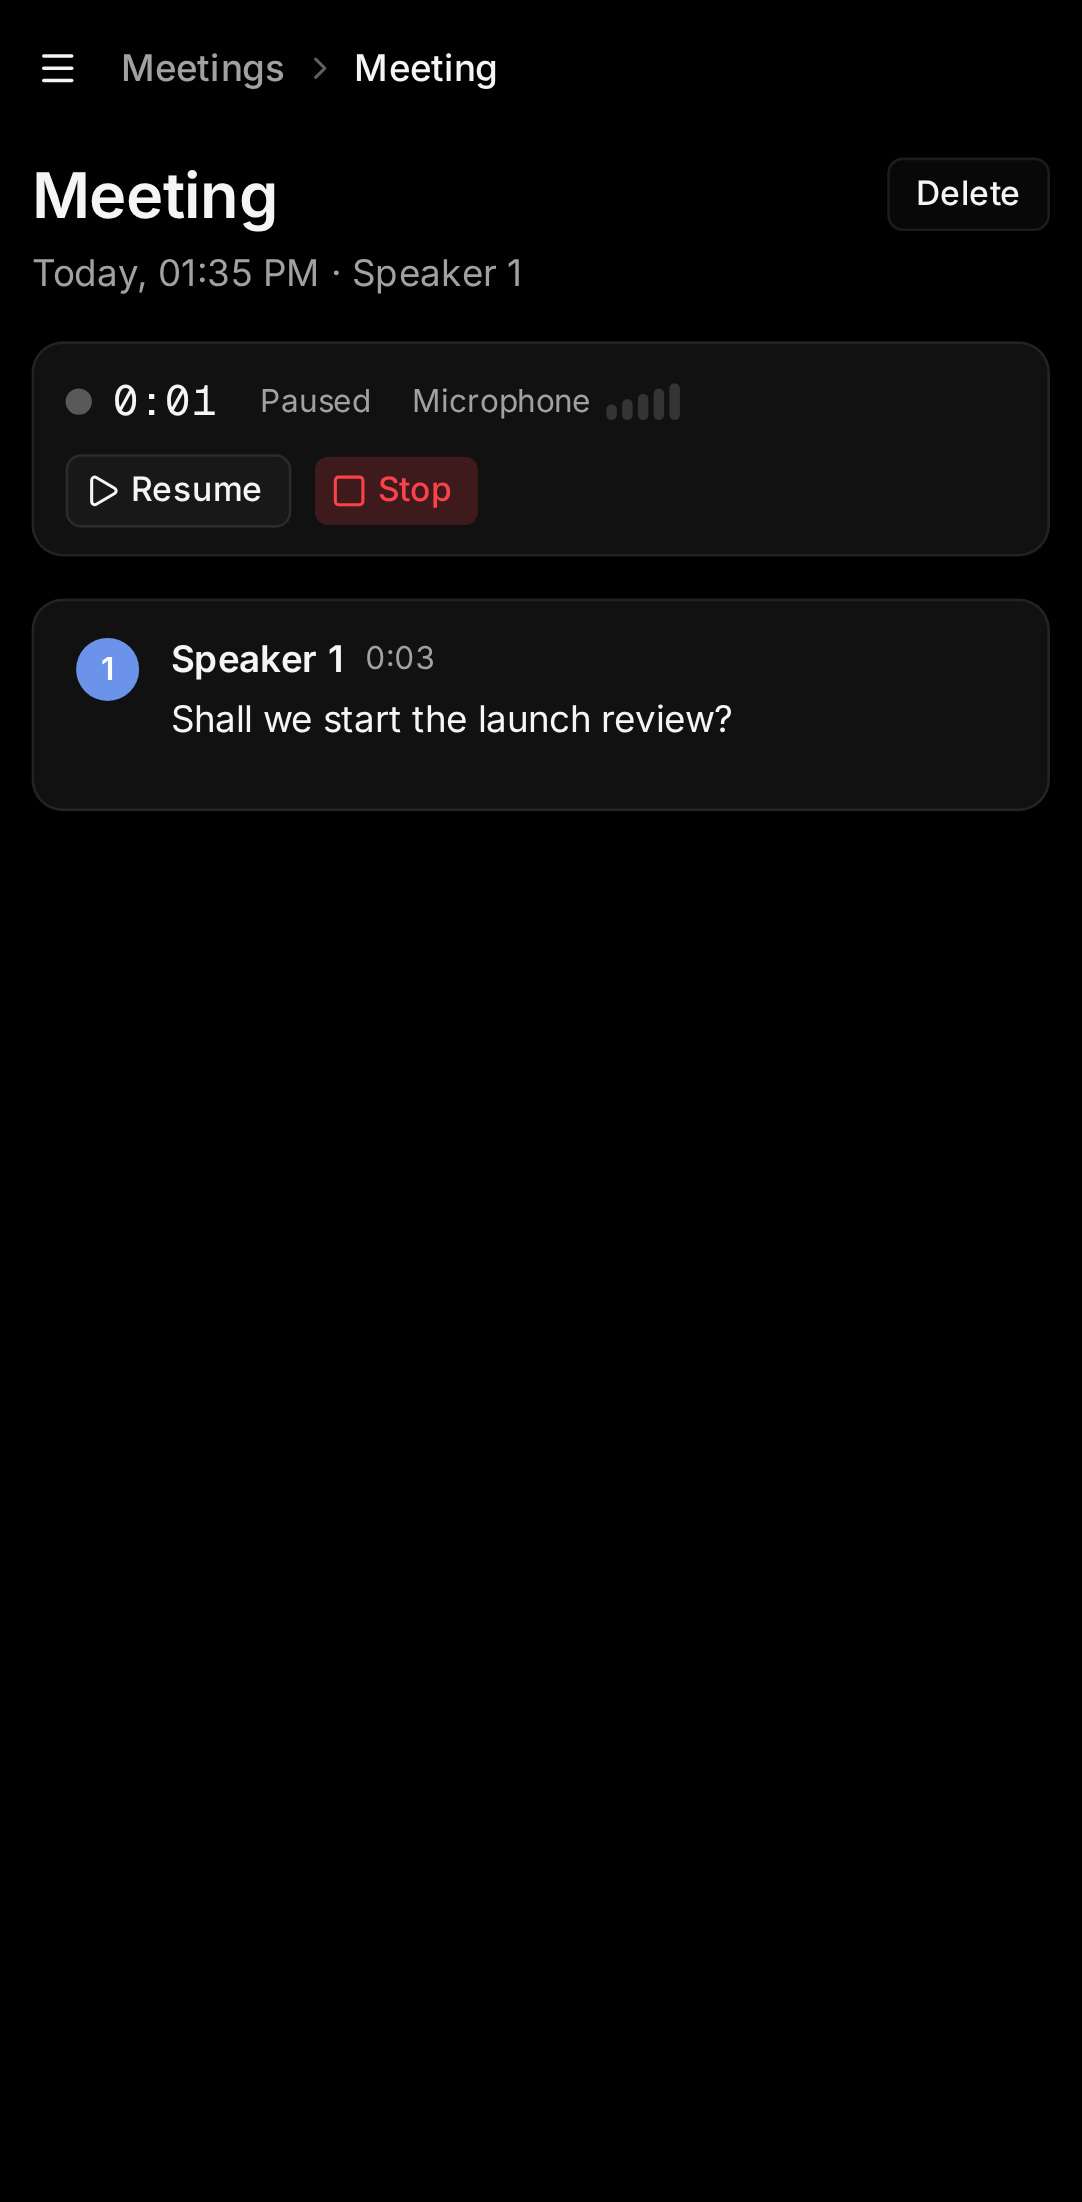 Meetings > Meeting
Meeting
Delete
Today, 01:35 PM · Speaker 1
0:01 Paused Microphone
Resume Stop
1 Speaker 1 0:03
Shall we start the launch review?